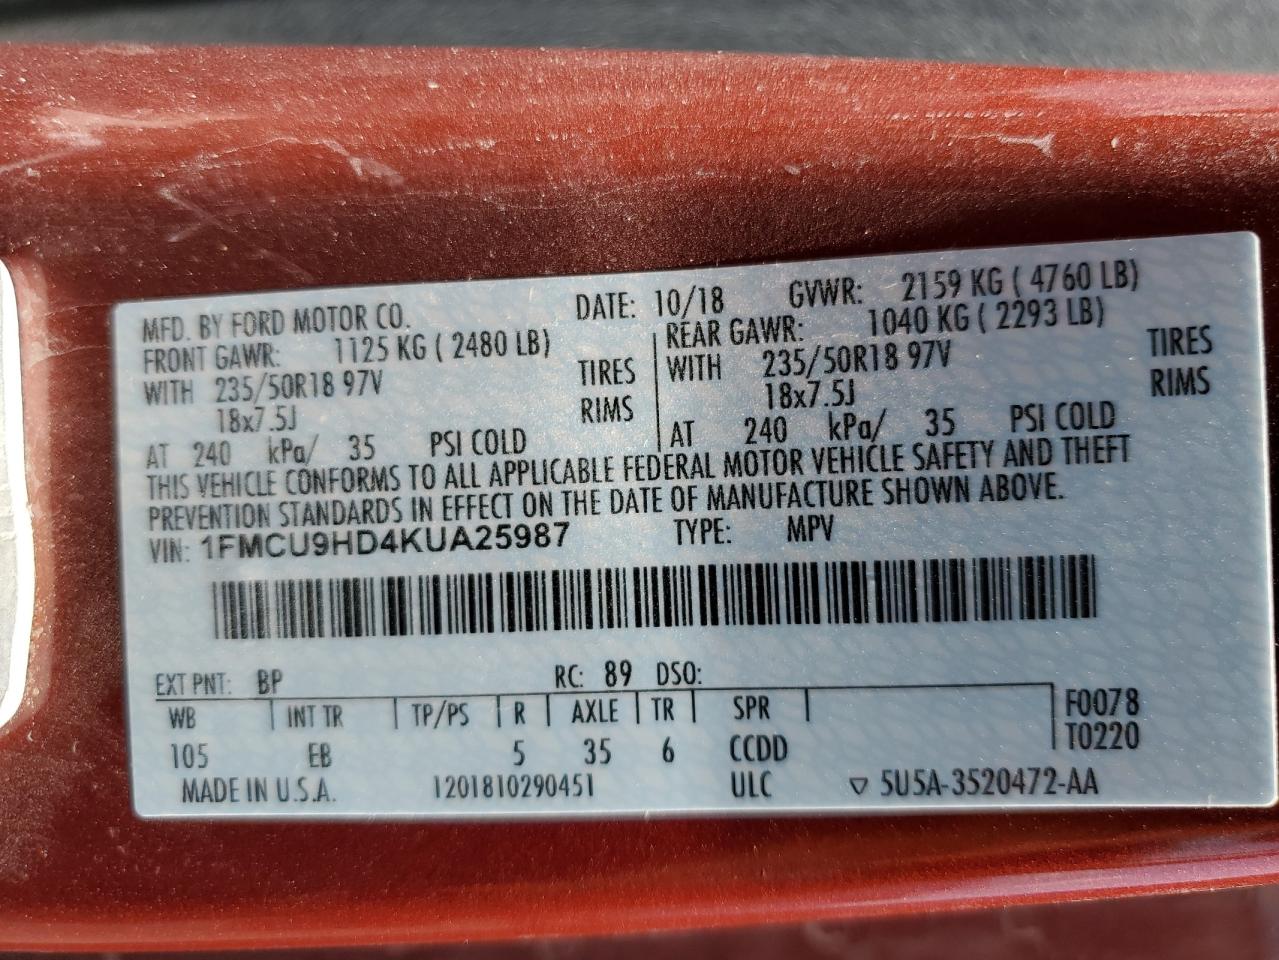 MFD. BY FORD MOTOR CO. DATE: 10/18 GVWR: 2159 KG ( 4760 LB)
FRONT GAWR: 1125 KG ( 2480 LB) REAR GAWR: 1040 KG ( 2293 LB)
WITH 235/50R18 97V TIRES WITH 235/50R18 97V TIRES
18x7.5J RIMS 18x7.5J RIMS
AT 240 kPa/ 35 PSI COLD AT 240 kPa/ 35 PSI COLD
THIS VEHICLE CONFORMS TO ALL APPLICABLE FEDERAL MOTOR VEHICLE SAFETY AND THEFT
PREVENTION STANDARDS IN EFFECT ON THE DATE OF MANUFACTURE SHOWN ABOVE.
VIN: 1FMCU9HD4KUA25987 TYPE: MPV
EXT PNT: BP RC: 89 DSO:
WB INT TR TP/PS R AXLE TR SPR F0078
105 EB 5 35 6 CCDD T0220
MADE IN U.S.A. 1201810290451 ULC ▽ 5U5A-3520472-AA